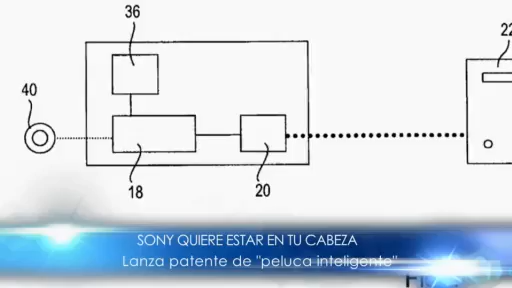 36
22
40
18
20
SONY QUIERE ESTAR EN TU CABEZA
Lanza patente de "peluca inteligente"